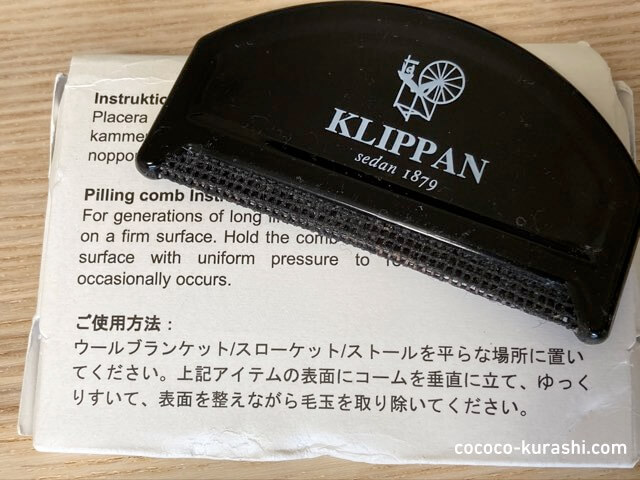 KLIPPAN
sedan 1879
Placera
Pilling comb
For generations of long
on a firm surface. Hold the comb
surface with uniform pressure to
occasionally occurs.
ご使用方法：
ウールブランケット/スローケット/ストールを平らな場所に置い
てください。上記アイテムの表面にコームを垂直に立て、ゆっく
りすいて、表面を整えながら毛玉を取り除いてください。
cococo-kurashi.com